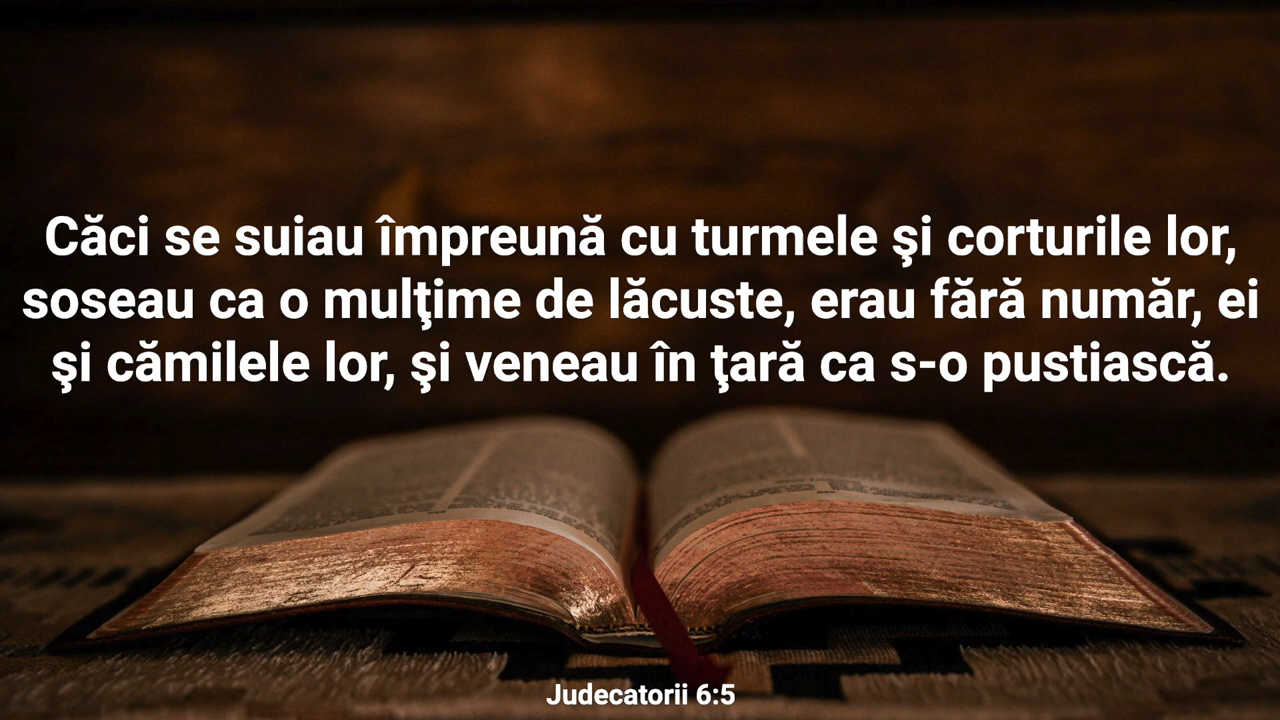 Căci se suiau împreună cu turmele şi corturile lor,
soseau ca o mulţime de lăcuste, erau fără număr, ei
şi cămilele lor, şi veneau în ţară ca s-o pustiască.
Judecatorii 6:5